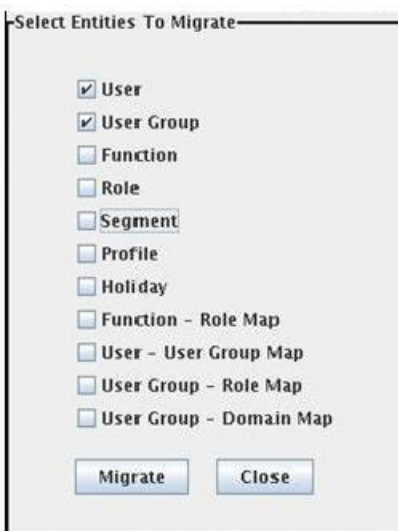 Select Entities To Migrate
User
User Group
Function
Role
Segment
Profile
Holiday
Function - Role Map
User - User Group Map
User Group - Role Map
User Group - Domain Map
Migrate Close